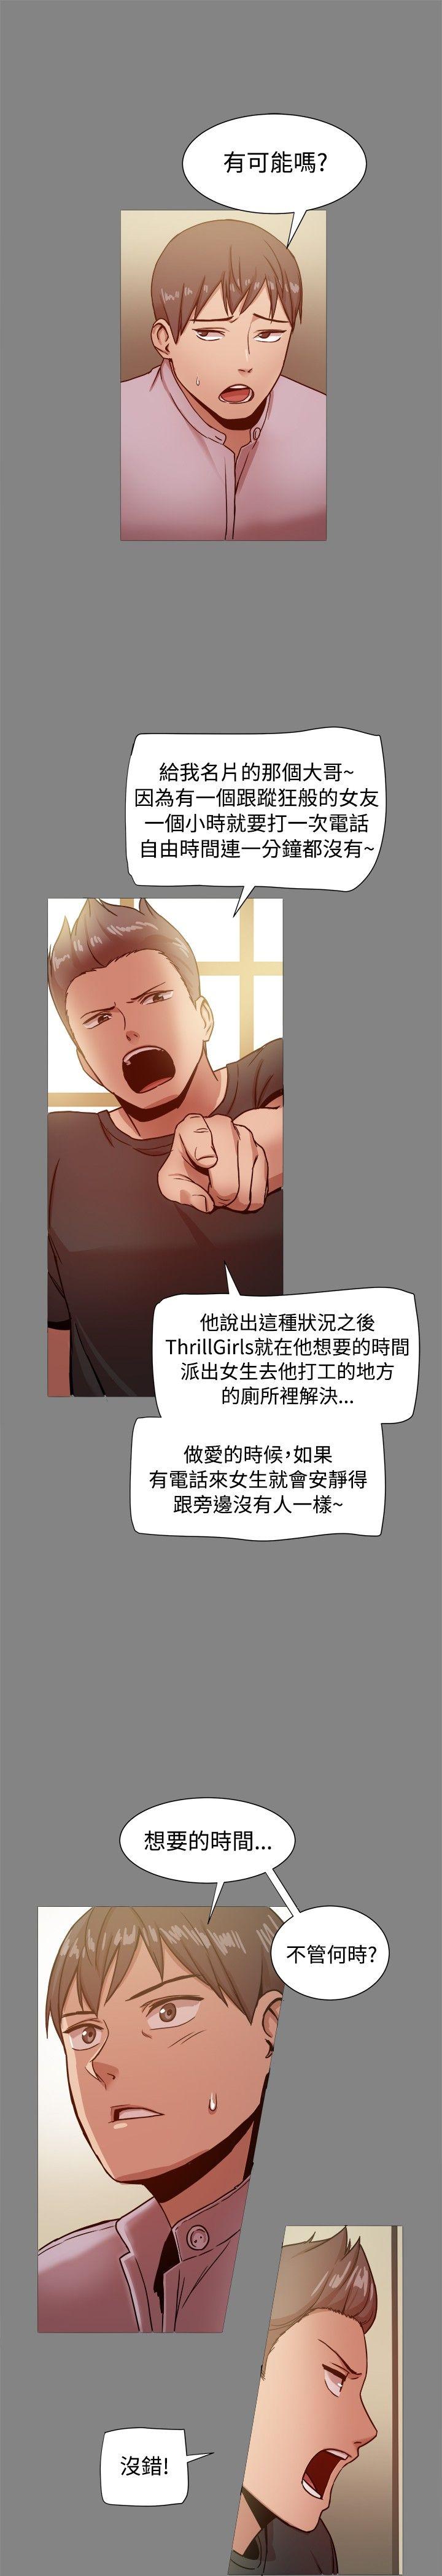 有可能嗎?
給我名片的那個大哥~
因為有一個跟蹤狂般的女友
一個小時就要打一次電話
自由時間連一分鐘都沒有~
他說出這種狀況之後
ThrillGirls就在他想要的時間
派出女生去他打工的地方
的廁所裡解決...
做愛的時候,如果
有電話來女生就會安靜得
跟旁邊沒有人一樣~
想要的時間...
不管何時?
沒錯!